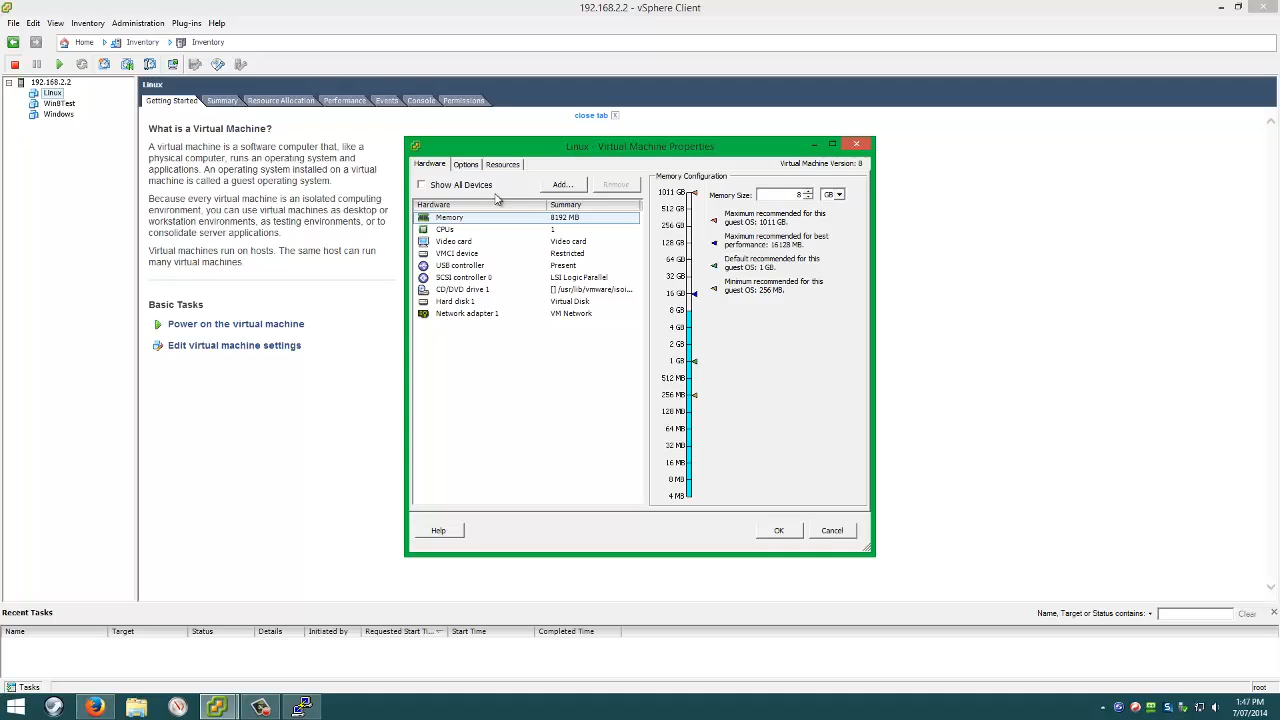 192.168.2.2 - vSphere Client
File Edit View Inventory Administration Plug-ins Help
Home Inventory Inventory
192.168.2.2
Linux
Win8Test
Windows
Linux
Getting Started Summary Resource Allocation Performance Events Console Permissions
close tab X
What is a Virtual Machine?
A virtual machine is a software computer that, like a
physical computer, runs an operating system and
applications. An operating system installed on a virtual
machine is called a guest operating system.
Because every virtual machine is an isolated computing
environment, you can use virtual machines as desktop or
workstation environments, as testing environments, or to
consolidate server applications.
Virtual machines run on hosts. The same host can run
many virtual machines.
Basic Tasks
Power on the virtual machine
Edit virtual machine settings
Linux - Virtual Machine Properties
Hardware Options Resources
Virtual Machine Version: 8
Show All Devices Add... Remove
Hardware Summary
Memory 8192 MB
CPUs 1
Video card Video card
VMCI device Restricted
USB controller Present
SCSI controller 0 LSI Logic Parallel
CD/DVD drive 1 [] /usr/lib/vmware/isoi...
Hard disk 1 Virtual Disk
Network adapter 1 VM Network
Memory Configuration
1011 GB
512 GB
256 GB
128 GB
64 GB
32 GB
16 GB
8 GB
4 GB
2 GB
1 GB
512 MB
256 MB
128 MB
64 MB
32 MB
16 MB
8 MB
4 MB
Memory Size: 8 GB
Maximum recommended for this
guest OS: 1011 GB.
Maximum recommended for best
performance: 16128 MB.
Default recommended for this
guest OS: 1 GB.
Minimum recommended for this
guest OS: 256 MB.
Help OK Cancel
Recent Tasks
Name, Target or Status contains: Clear
Name Target Status Details Initiated by Requested Start Ti... Start Time Completed Time
Tasks
root
1:47 PM
7/07/2014